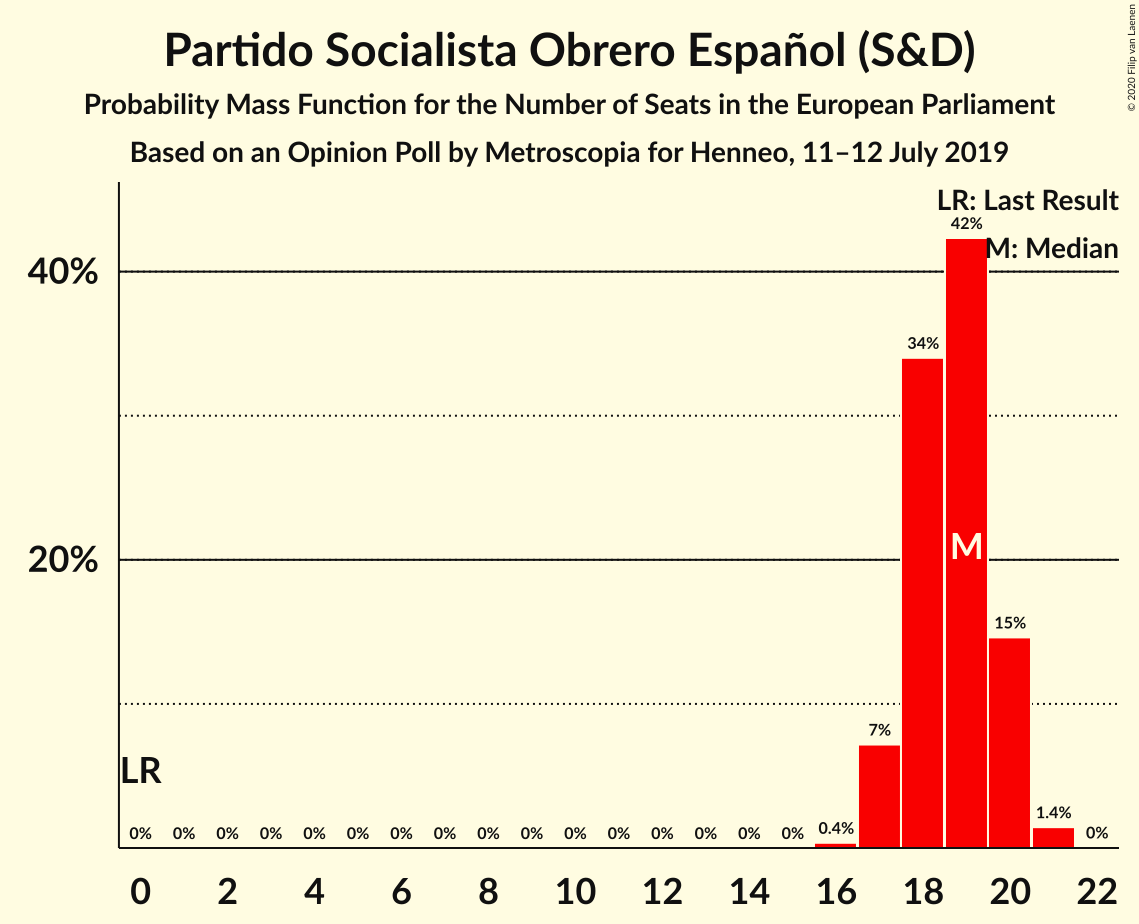 Partido Socialista Obrero Español (S&D)
Probability Mass Function for the Number of Seats in the European Parliament
Based on an Opinion Poll by Metroscopia for Henneo, 11–12 July 2019
© 2020 Filip van Laenen
LR: Last Result
M: Median
42%
40%
34%
20%
M
15%
7%
LR
0% 0% 0% 0% 0% 0% 0% 0% 0% 0% 0% 0% 0% 0% 0% 0% 0.4% 1.4% 0%
0 2 4 6 8 10 12 14 16 18 20 22